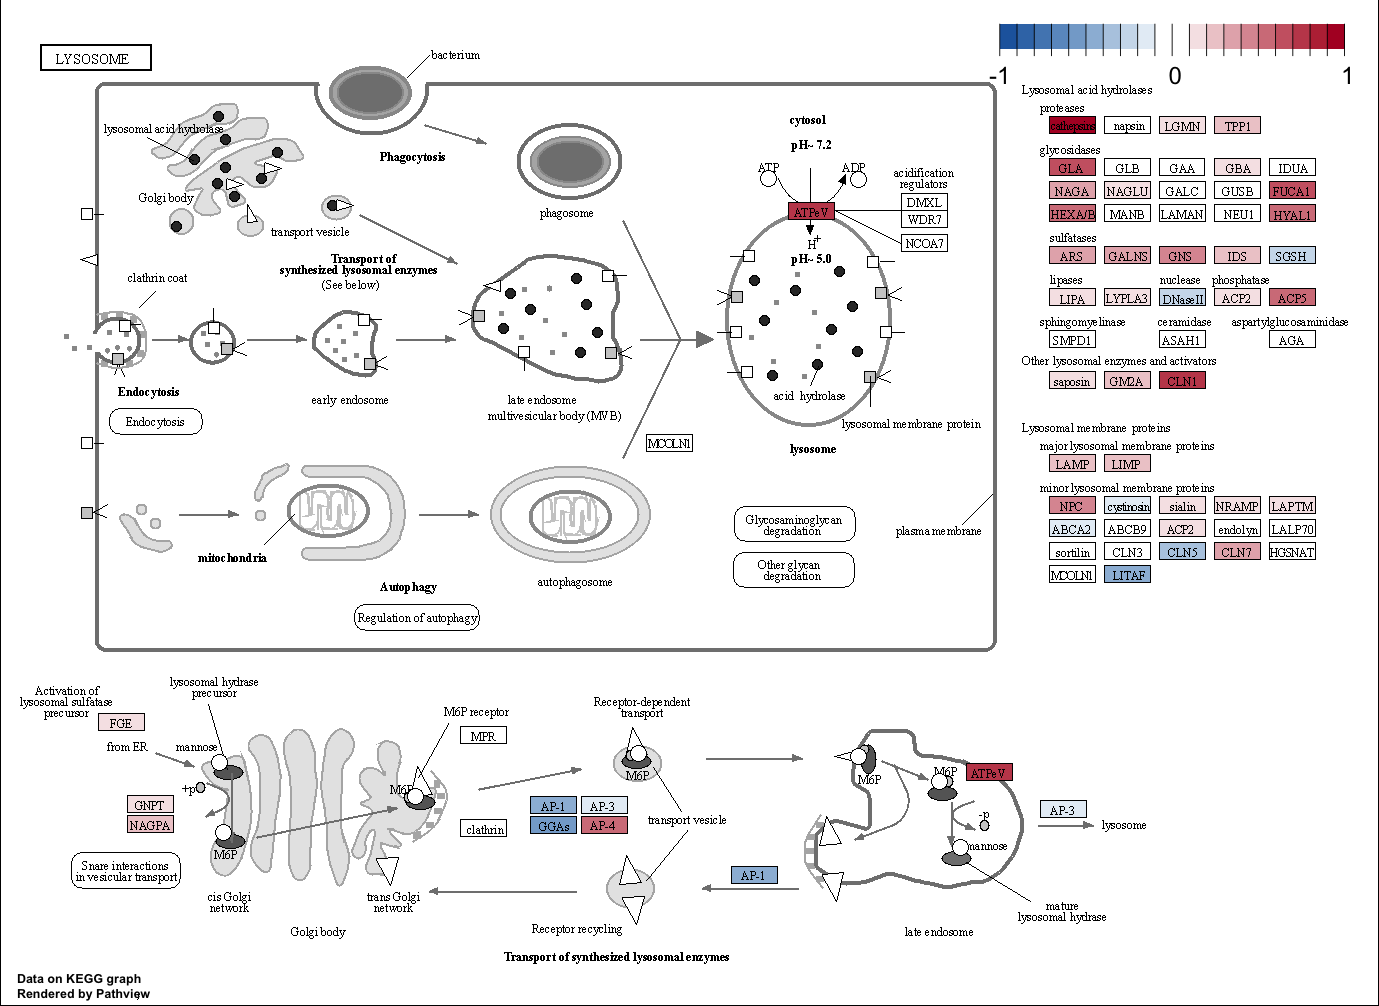 LYSOSOME
bacterium
-1
0
1
lysosomal acid hydrolase
Golgi body
Phagocytosis
phagosome
transport vesicle
Transport of
synthesized lysosomal enzymes
(See below)
clathrin coat
Endocytosis
Endocytosis
early endosome
late endosome
multivesicular body (MVB)
MCOLN1
cytosol
pH~ 7.2
ATP
ADP
ATPeV
H+
pH~ 5.0
acidification
regulators
DMXL
WDR7
NCOA7
acid hydrolase
lysosomal membrane protein
lysosome
mitochondria
Autophagy
Regulation of autophagy
autophagosome
Glycosaminoglycan
degradation
Other glycan
degradation
plasma membrane
Lysosomal acid hydrolases
proteases
cathepsins napsin LGMN TPP1
glycosidases
GLA GLB GAA GBA IDUA
NAGA NAGLU GALC GUSB FUCA1
HEXA/B MANB LAMAN NEU1 HYAL1
sulfatases
ARS GALNS GNS IDS SGSH
lipases nuclease phosphatase
LIPA LYPLA3 DNaseII ACP2 ACP5
sphingomyelinase ceramidase aspartylglucosaminidase
SMPD1 ASAH1 AGA
Other lysosomal enzymes and activators
saposin GM2A CLN1
Lysosomal membrane proteins
major lysosomal membrane proteins
LAMP LIMP
minor lysosomal membrane proteins
NPC cystinosin sialin NRAMP LAPTM
ABCA2 ABCB9 ACP2 endolyn LALP70
sortilin CLN3 CLN5 CLN7 HGSNAT
MCOLN1 LITAF
Activation of
lysosomal sulfatase
precursor
FGE
lysosomal hydrase
precursor
from ER
mannose
M6P
+p
GNPT
NAGPA
M6P
Snare interactions
in vesicular transport
cis Golgi
network
Golgi body
trans Golgi
network
M6P receptor
MPR
M6P
clathrin
AP-1 AP-3
GGAs AP-4
Receptor-dependent
transport
M6P
transport vesicle
Receptor recycling
AP-1
M6P
M6P
ATPeV
-p
mannose
AP-3
lysosome
mature
lysosomal hydrase
late endosome
Transport of synthesized lysosomal enzymes
Data on KEGG graph
Rendered by Pathview